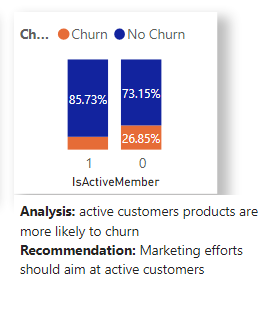 Ch... Churn No Churn
85.73% 73.15%
26.85%
1 0
IsActiveMember
Analysis: active customers products are
more likely to churn
Recommendation: Marketing efforts
should aim at active customers